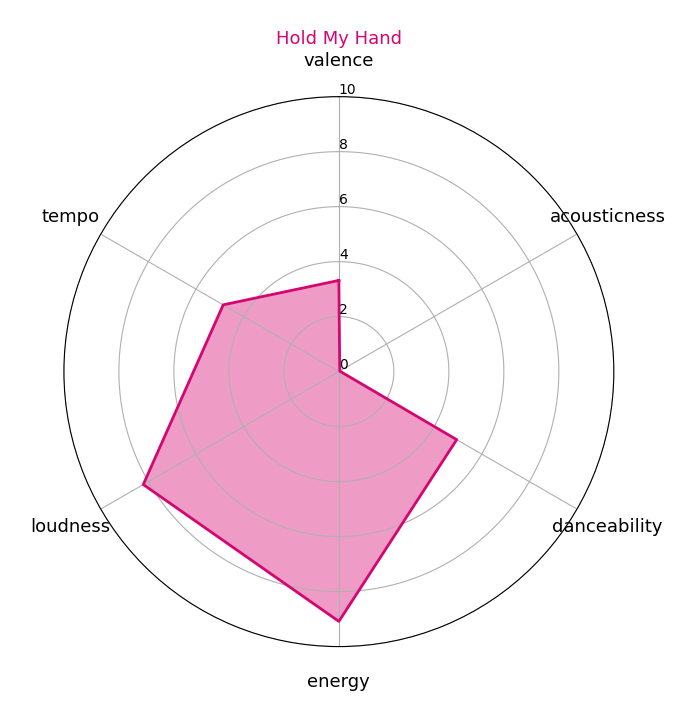 Hold My Hand
valence
10
8
6
4
2
0
tempo
acousticness
loudness
danceability
energy